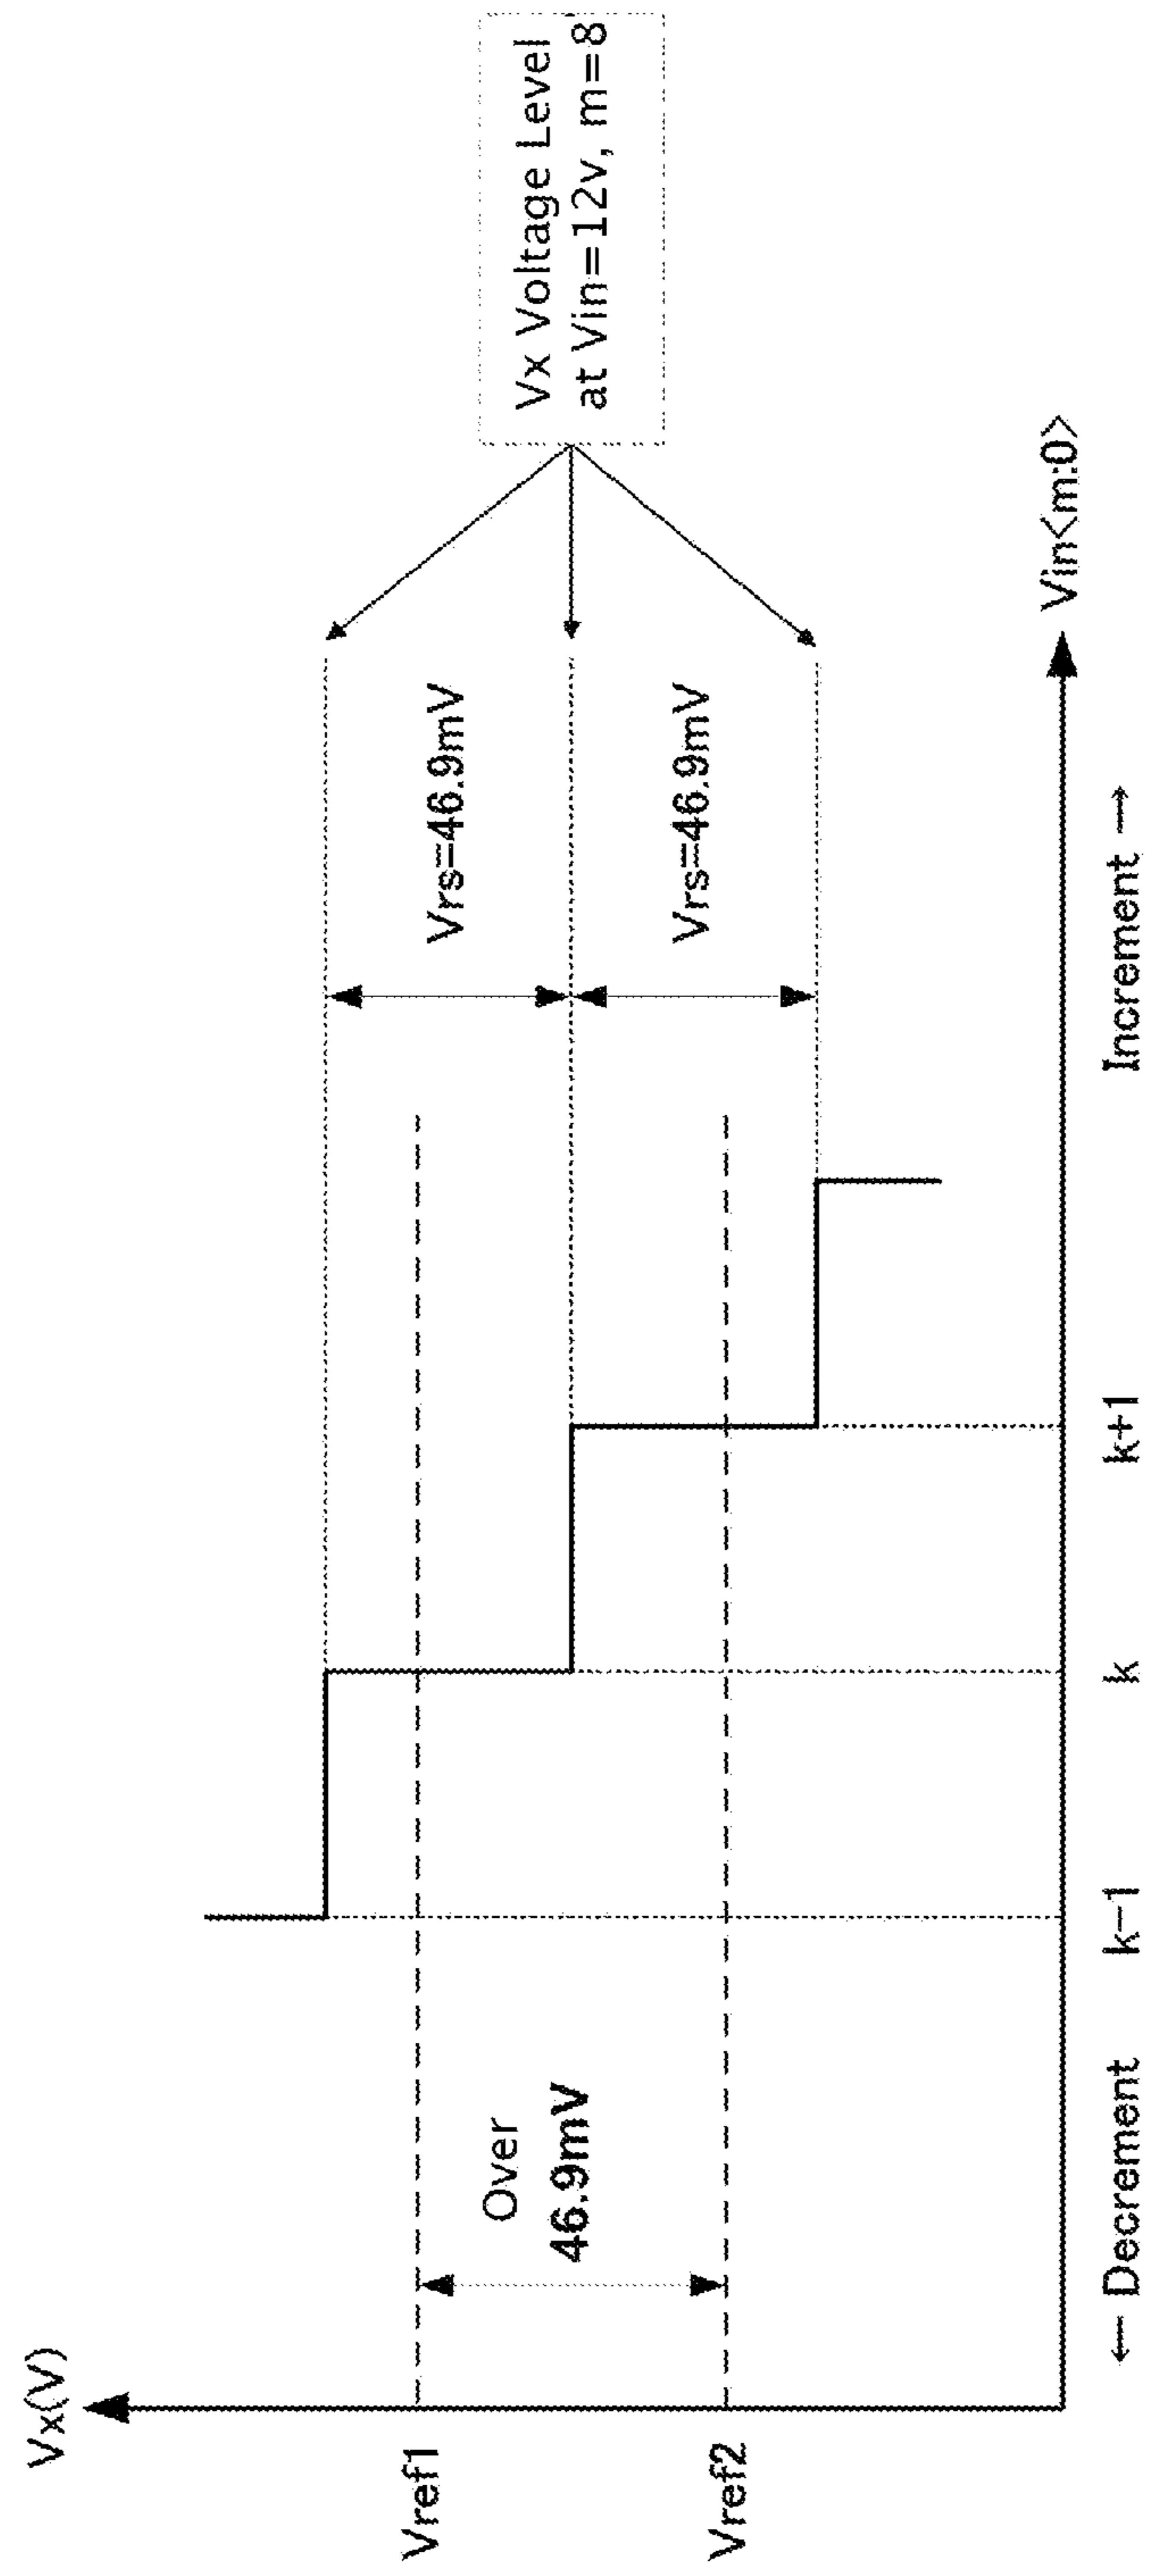 Vx(V)
Vx Voltage Level
at Vin=12v, m=8
Vrs=46.9mV
Vref1
Over
46.9mV
Vrs=46.9mV
Vref2
Vin<m:0>
← Decrement
k-1
k
k+1
Increment →